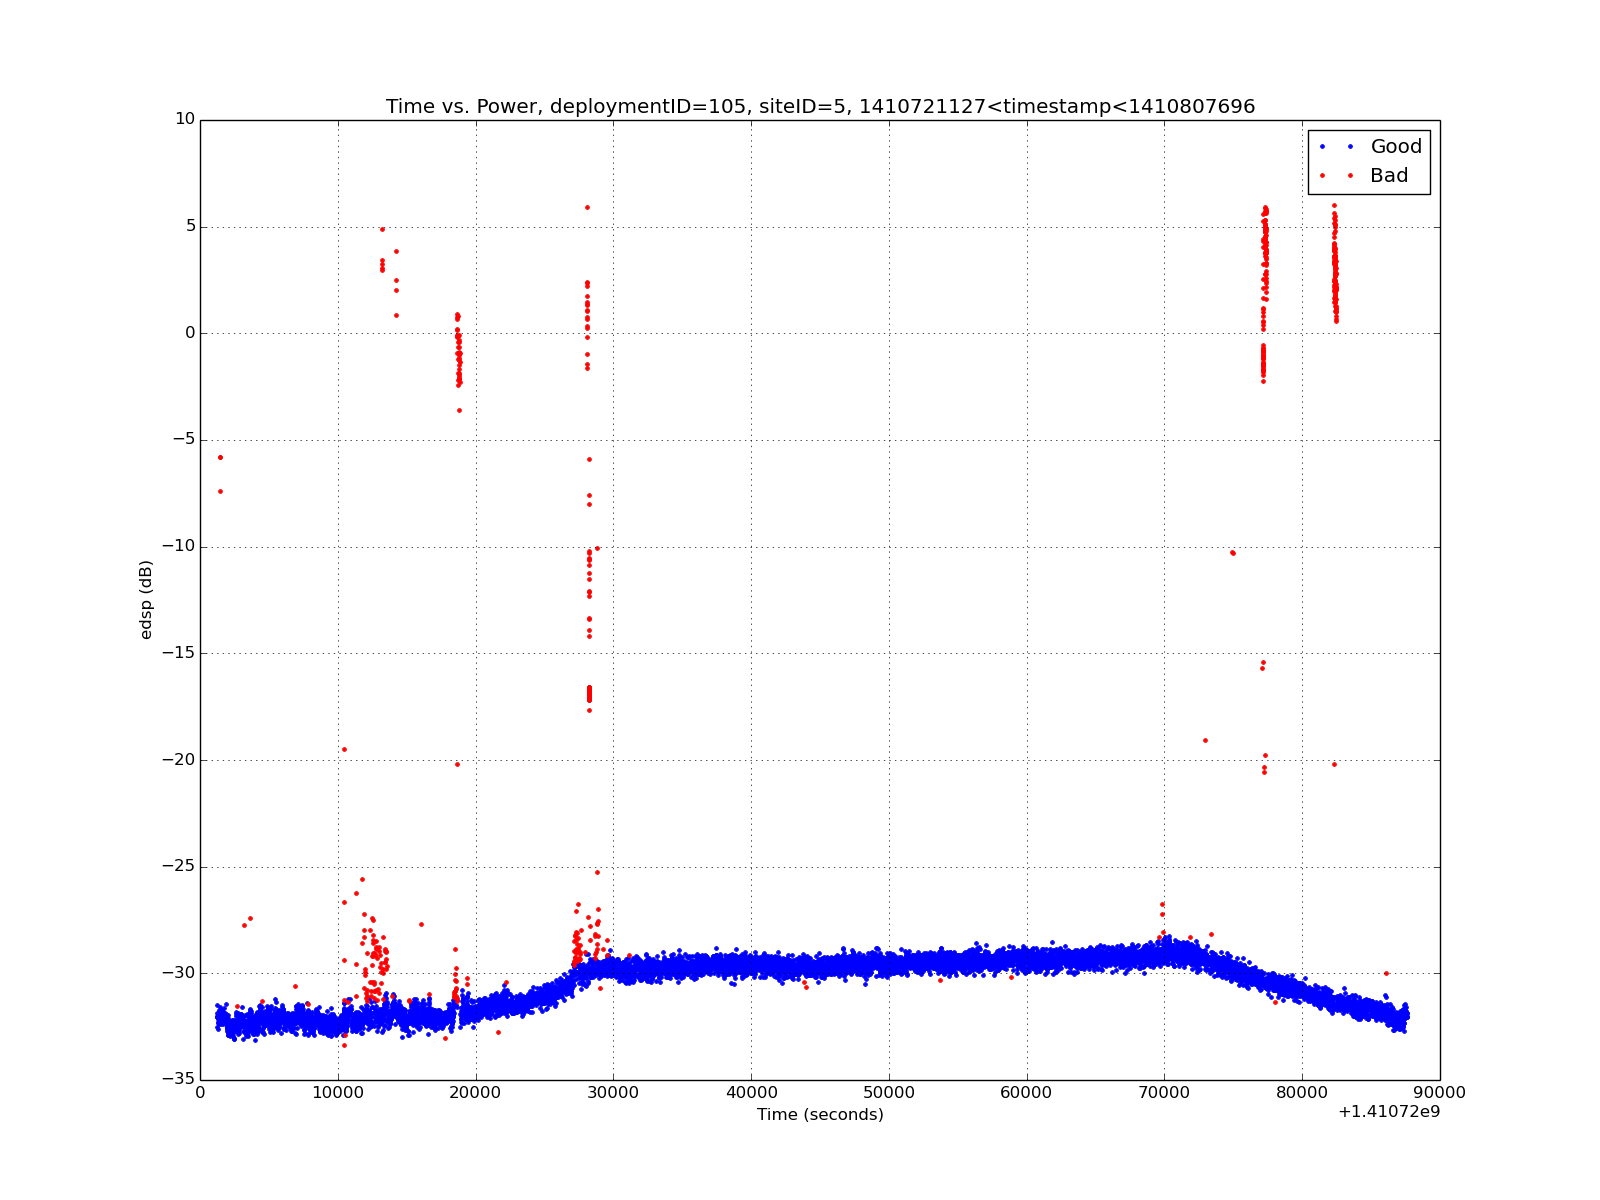 Time vs. Power, deploymentID=105, siteID=5, 1410721127<timestamp<1410807696
10
Good
Bad
5
0
−5
−10
edsp (dB)
−15
−20
−25
−30
−35
0 10000 20000 30000 40000 50000 60000 70000 80000 90000
Time (seconds)
+1.41072e9